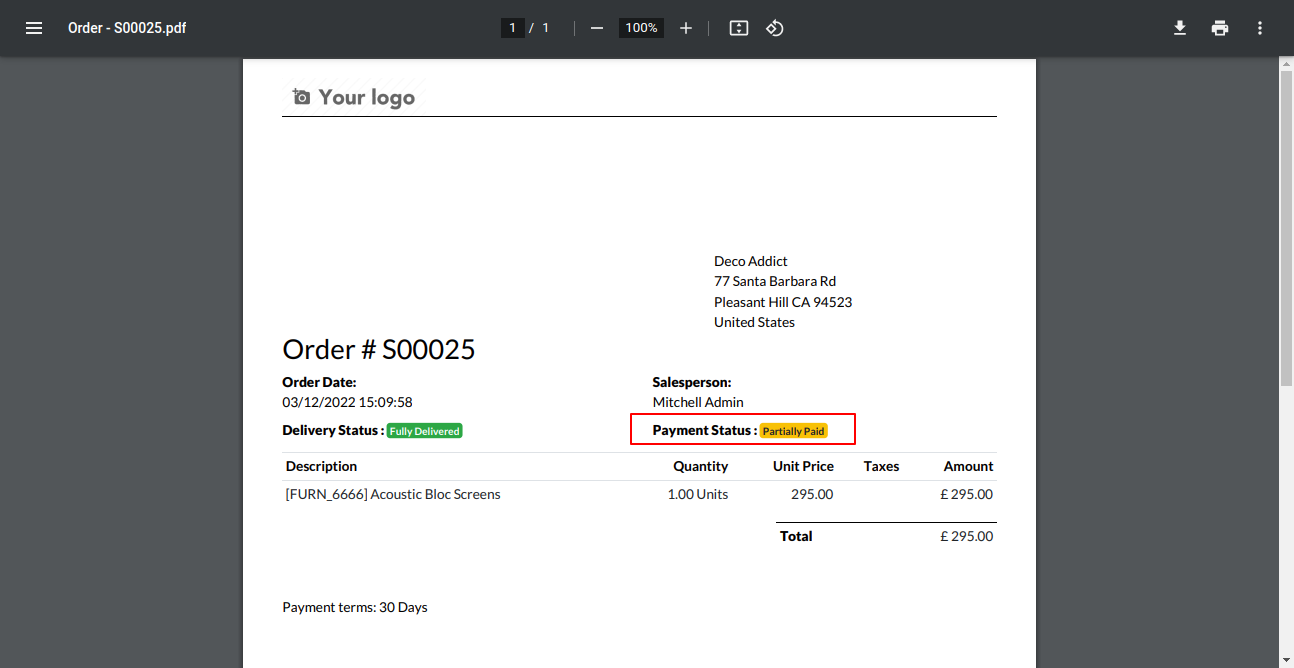 Order - S00025.pdf
1 / 1
100%
Your logo
Deco Addict
77 Santa Barbara Rd
Pleasant Hill CA 94523
United States
Order # S00025
Order Date: Salesperson:
03/12/2022 15:09:58 Mitchell Admin
Delivery Status : Fully Delivered Payment Status : Partially Paid
Description Quantity Unit Price Taxes Amount
[FURN_6666] Acoustic Bloc Screens 1.00 Units 295.00 £ 295.00
Total £ 295.00
Payment terms: 30 Days